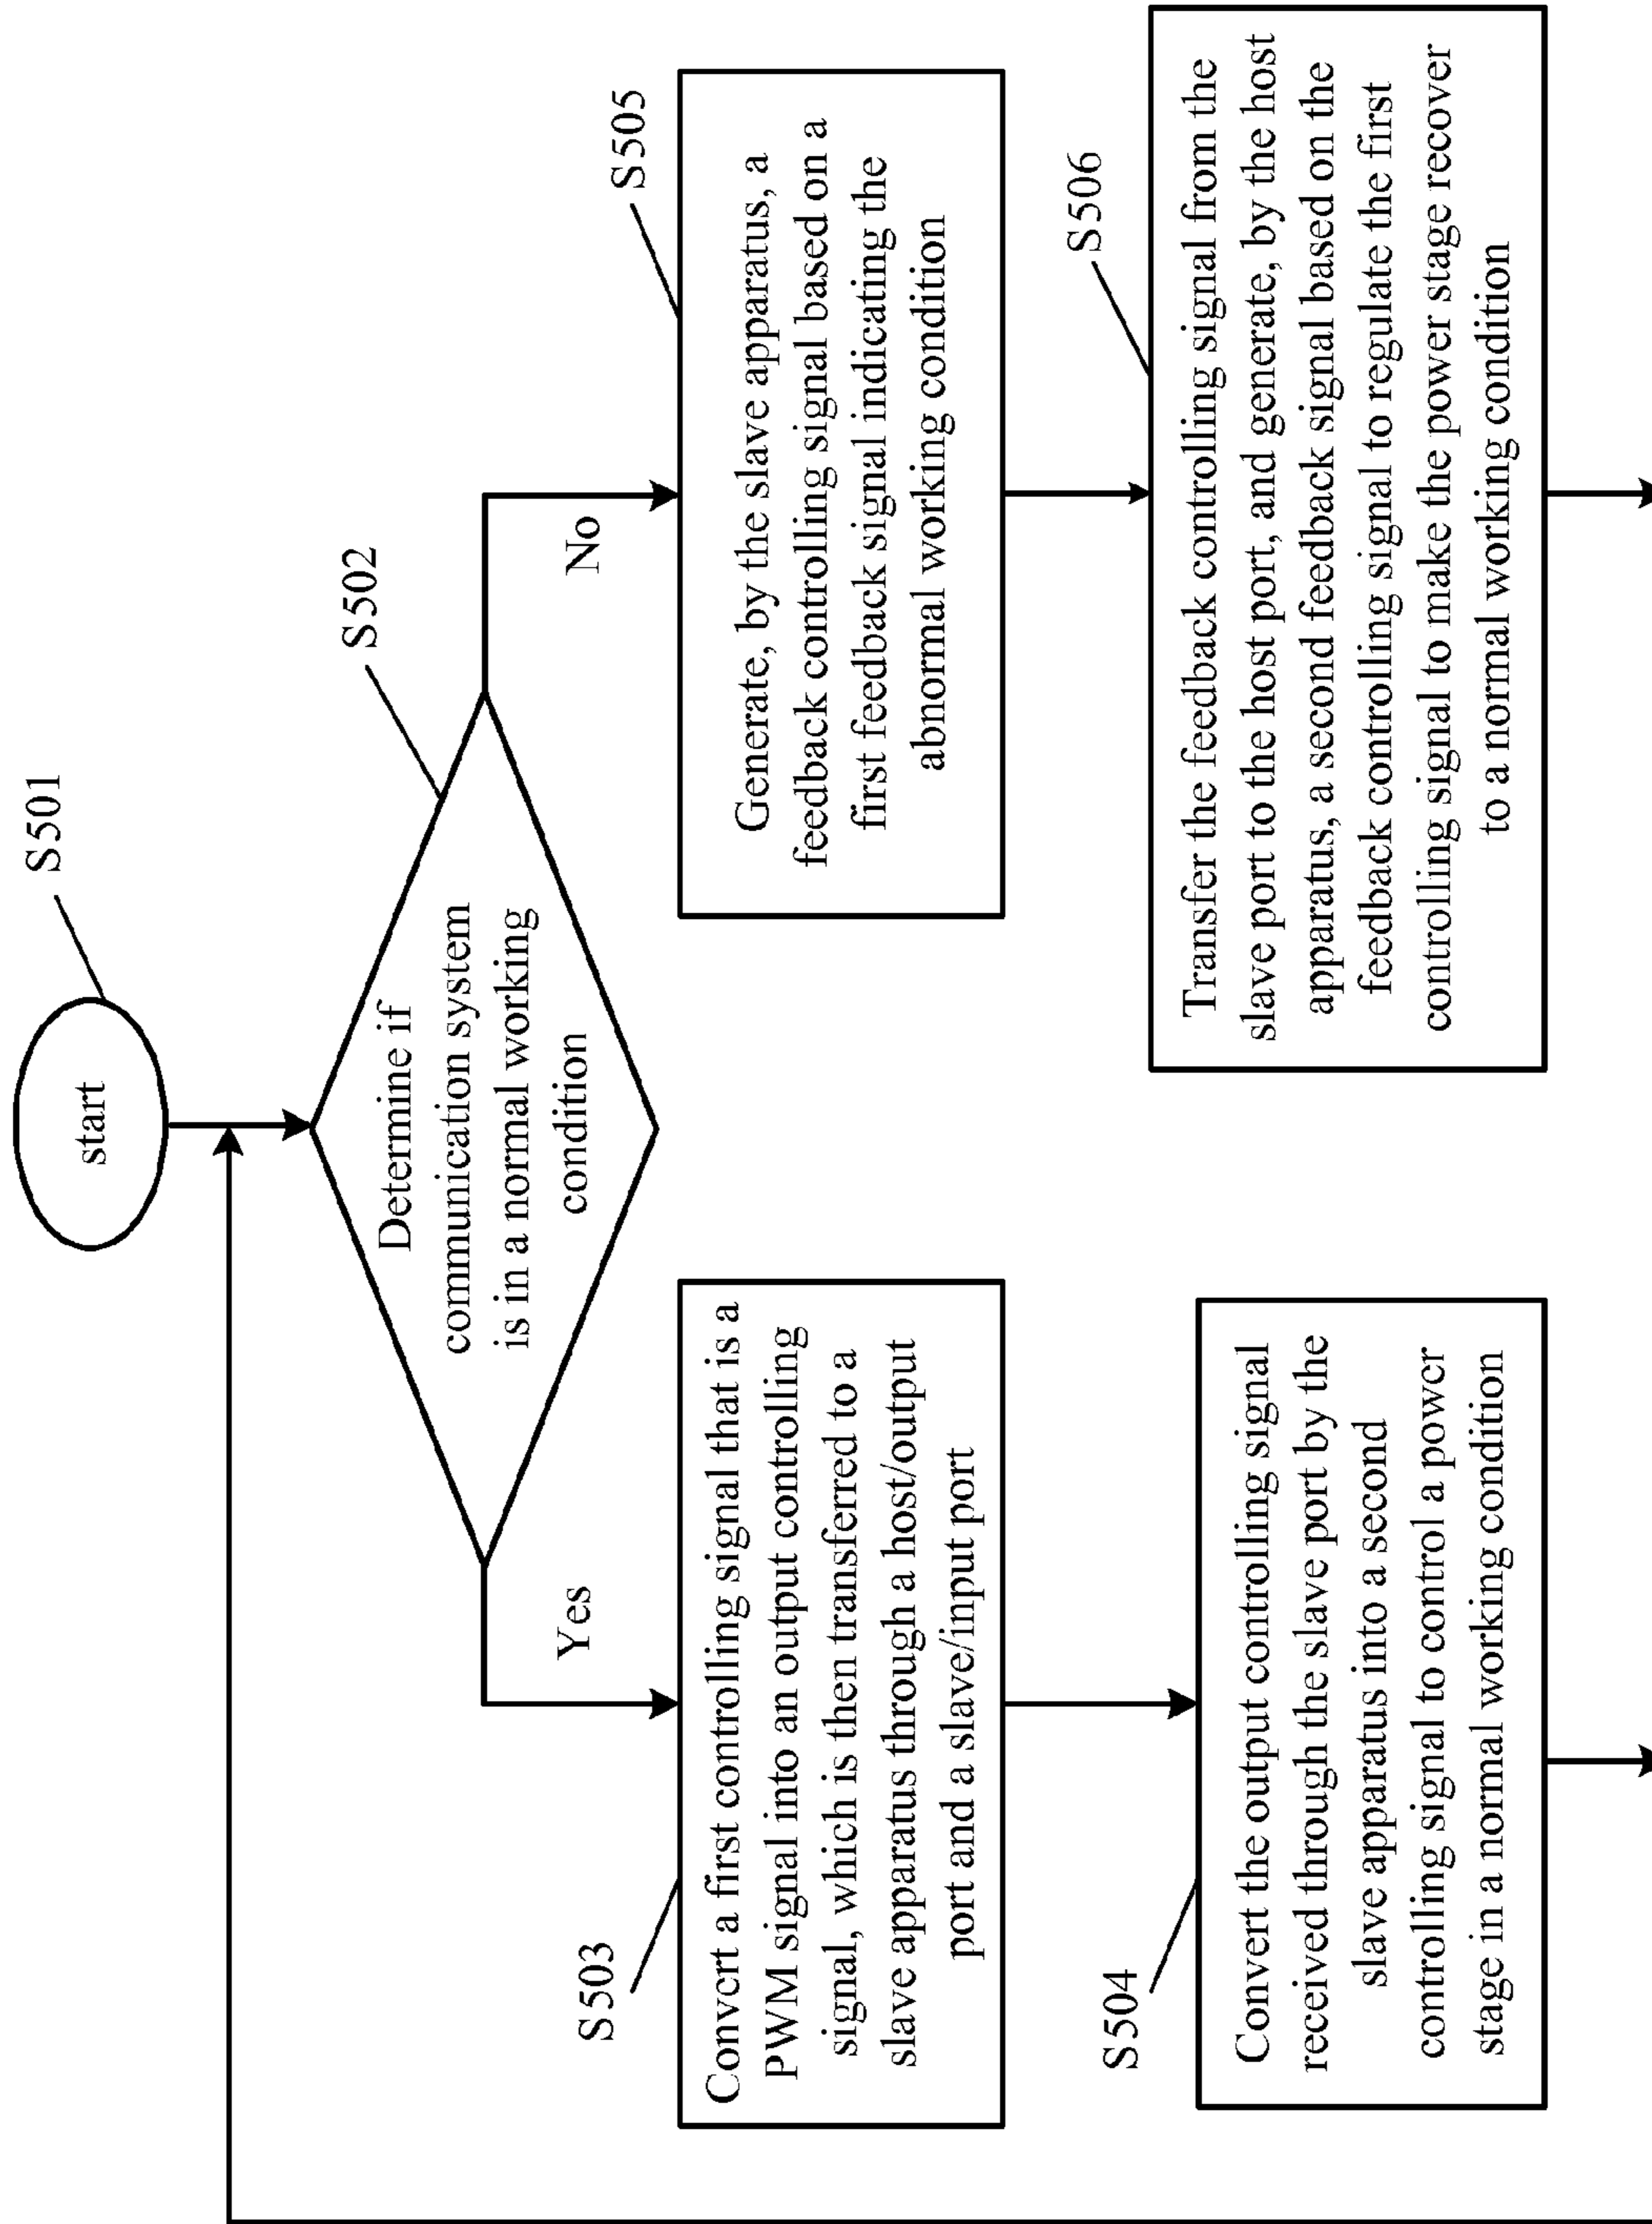 S501
start
S502
Determine if
communication system
is in a normal working
condition
Yes
No
S503
Convcrt a first controlling signal that is a
PWM signal into an output controlling
signal, which is then transferred to a
slave apparatus through a host/output
port and a slave/input port
S505
Generate, by the slave apparatus, a
feedback controlling signal based on a
first feedback signal indicating the
abnormal working condition
S504
Convert the output controlling signal
received through the slave port by the
slave apparatus into a second
controlling signal to control a powcr
stage in a normal working condition
S506
Transfer the feedback controlling signal from the
slave port to the host port, and generate, by the host
apparatus, a second feedback signal based on the
feedback controlling signal to regulate the first
controlling signal to make the power stage recover
to a normal working condition